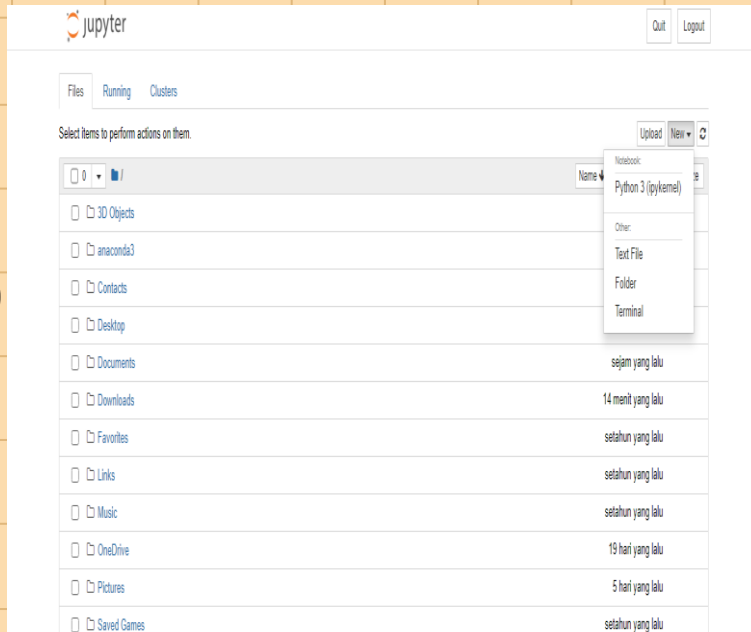 jupyter
Quit Logout
Files Running Clusters
Select items to perform actions on them.
Upload New
0 /
Name
Notebook:
Python 3 (ipykernel)
Other:
Text File
Folder
Terminal
3D Objects
anaconda3
Contacts
Desktop
Documents sejam yang lalu
Downloads 14 menit yang lalu
Favorites setahun yang lalu
Links setahun yang lalu
Music setahun yang lalu
OneDrive 19 hari yang lalu
Pictures 5 hari yang lalu
Saved Games setahun yang lalu